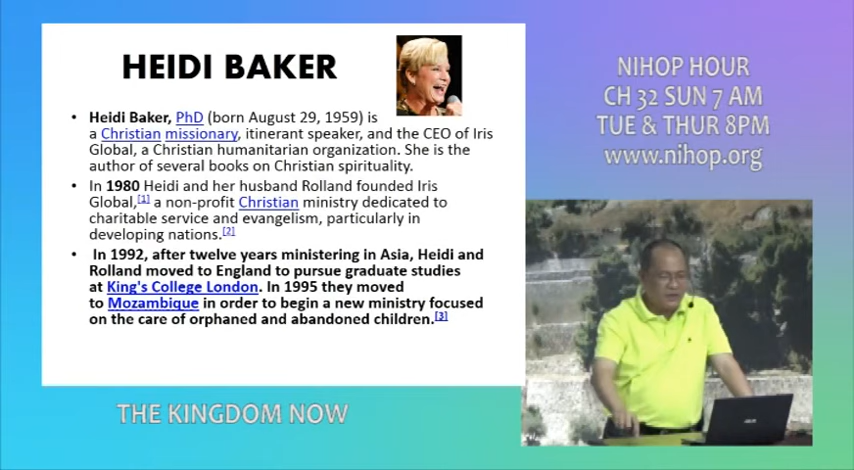 HEIDI BAKER
• Heidi Baker, PhD (born August 29, 1959) is
a Christian missionary, itinerant speaker, and the CEO of Iris
Global, a Christian humanitarian organization. She is the
author of several books on Christian spirituality.
• In 1980 Heidi and her husband Rolland founded Iris
Global,[1] a non-profit Christian ministry dedicated to
charitable service and evangelism, particularly in
developing nations.[2]
• In 1992, after twelve years ministering in Asia, Heidi and
Rolland moved to England to pursue graduate studies
at King's College London. In 1995 they moved
to Mozambique in order to begin a new ministry focused
on the care of orphaned and abandoned children.[3]
NIHOP HOUR
CH 32 SUN 7 AM
TUE & THUR 8PM
www.nihop.org
THE KINGDOM NOW